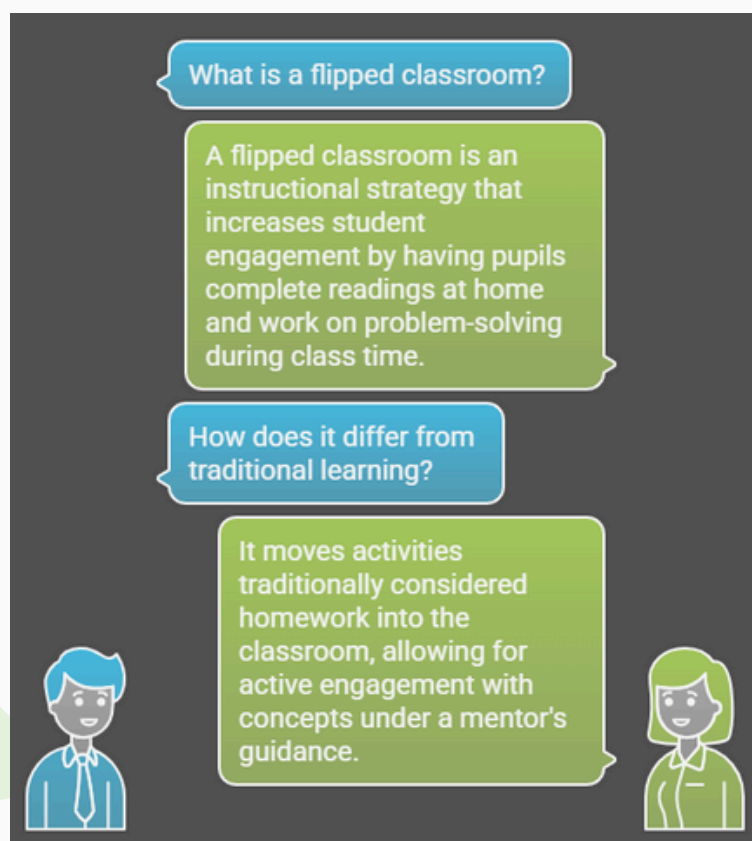 What is a flipped classroom?
A flipped classroom is an
instructional strategy that
increases student
engagement by having pupils
complete readings at home
and work on problem-solving
during class time.
How does it differ from
traditional learning?
It moves activities
traditionally considered
homework into the
classroom, allowing for
active engagement with
concepts under a mentor's
guidance.